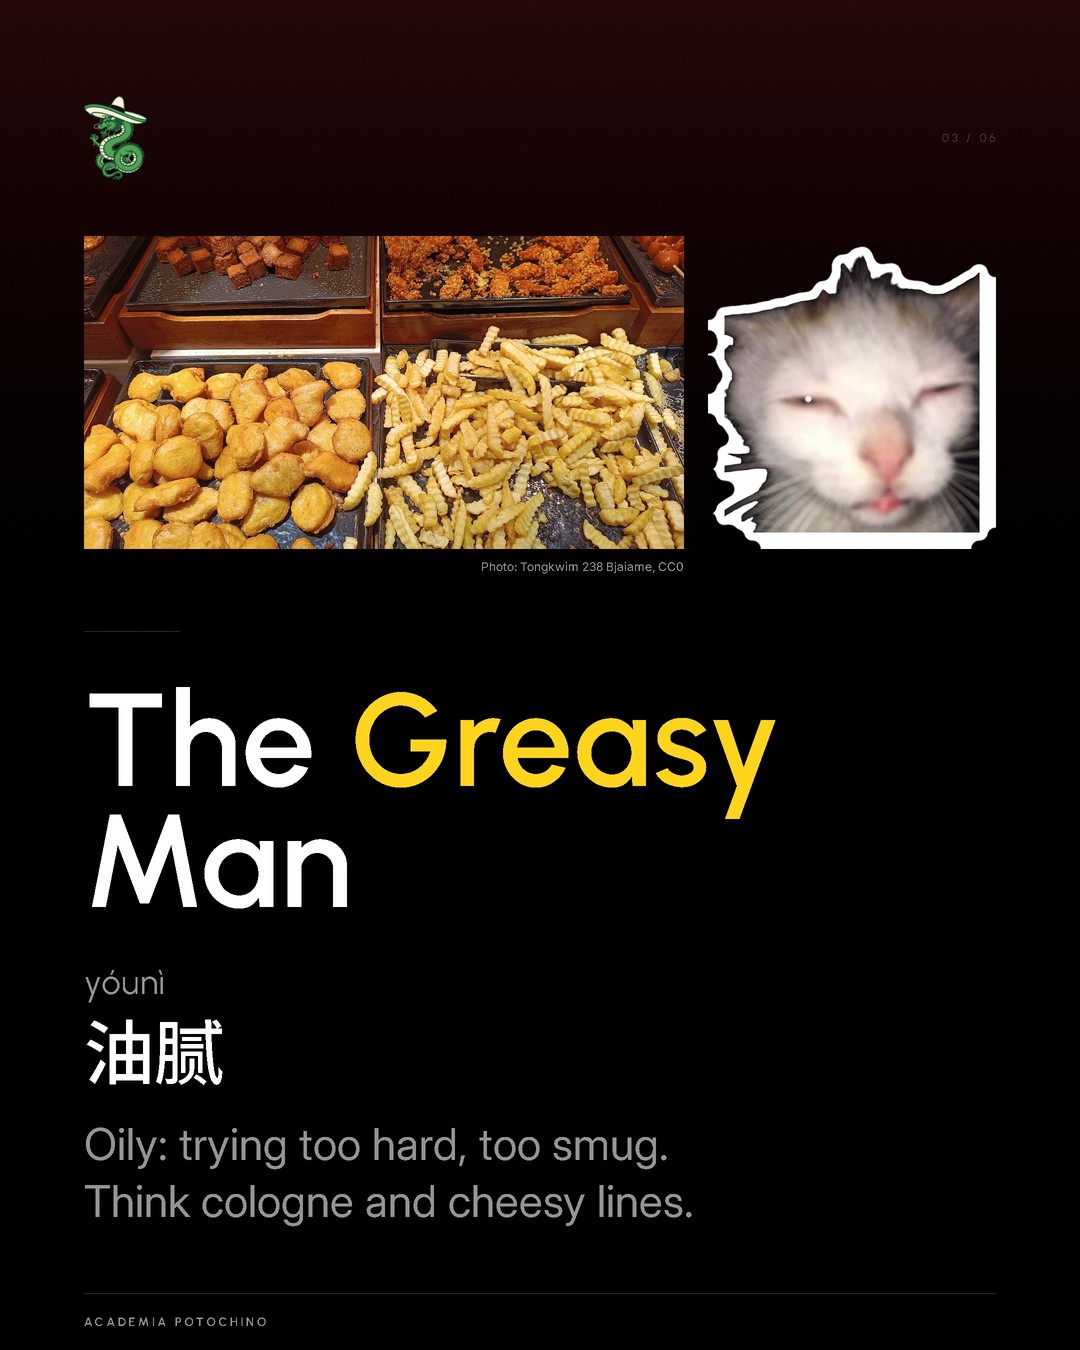 03 / 06
Photo: Tongkwim 238 Bjaiame, CC0
The Greasy
Man
yóunì
油腻
Oily: trying too hard, too smug.
Think cologne and cheesy lines.
ACADEMIA POTOCHINO